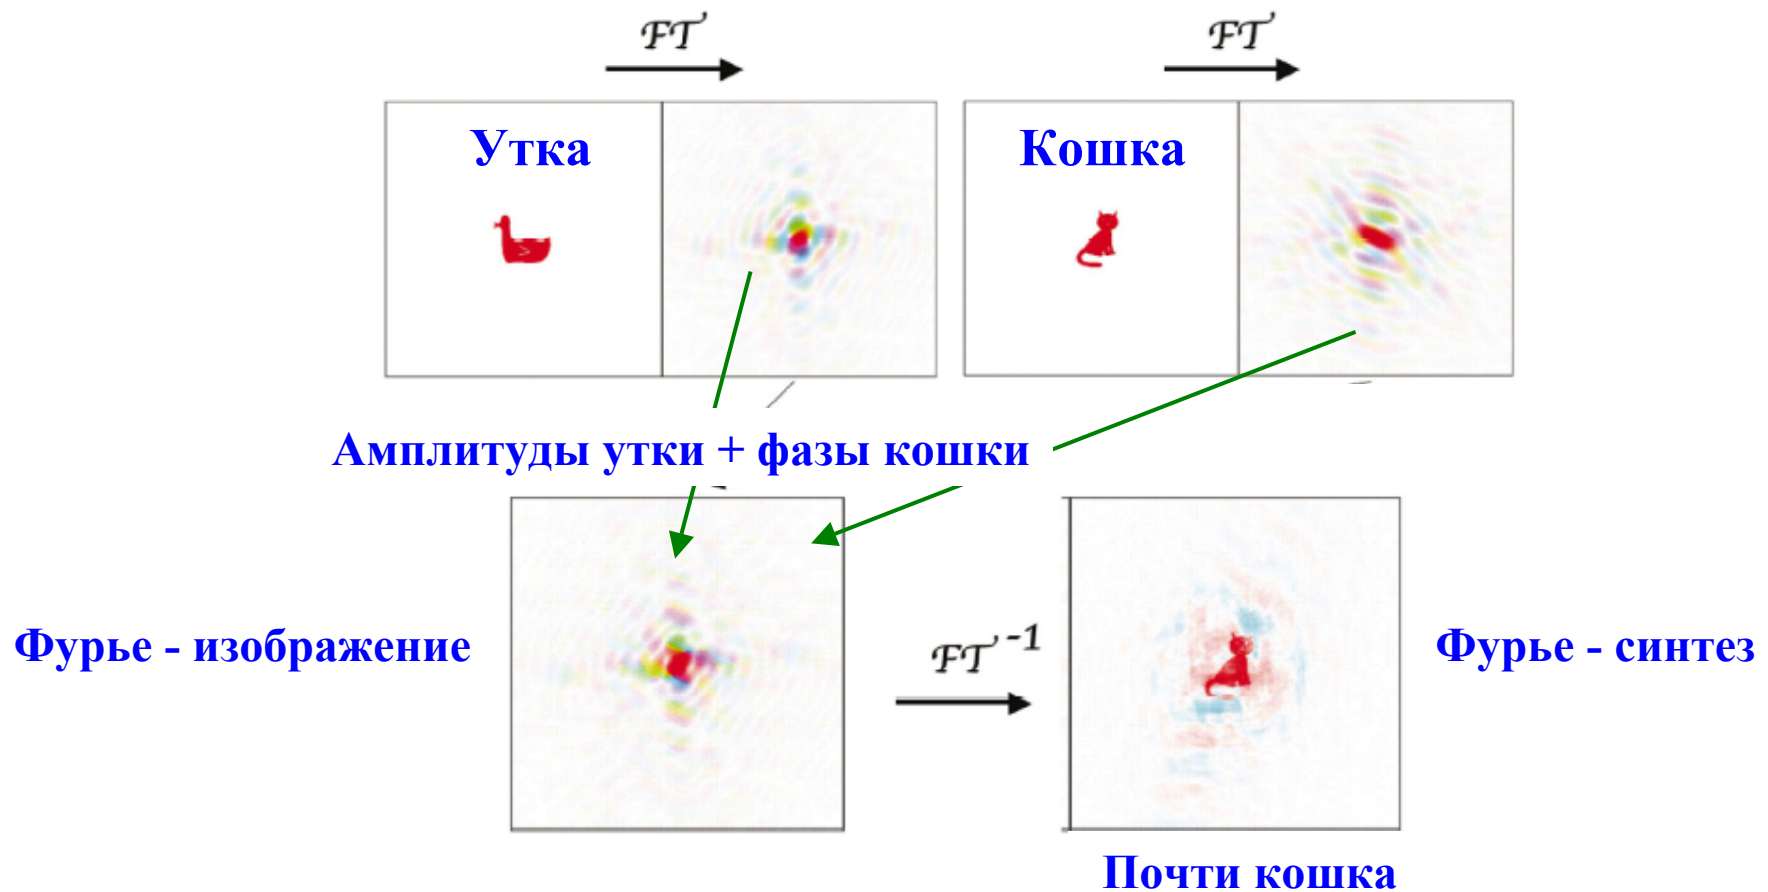 FT
FT
Утка
Кошка
Амплитуды утки + фазы кошки
Фурье - изображение
FT -1
Фурье - синтез
Почти кошка